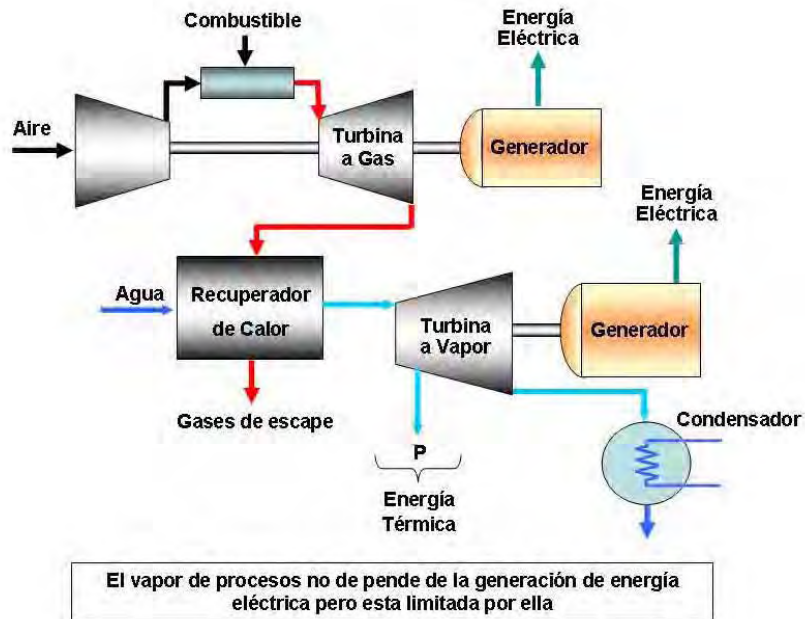 Combustible
Energía
Eléctrica
Aire
Turbina
a Gas
Generador
Energía
Eléctrica
Agua
Recuperador
de Calor
Turbina
a Vapor
Generador
Gases de escape
Condensador
P
Energía
Térmica
El vapor de procesos no de pende de la generación de energía
eléctrica pero esta limitada por ella